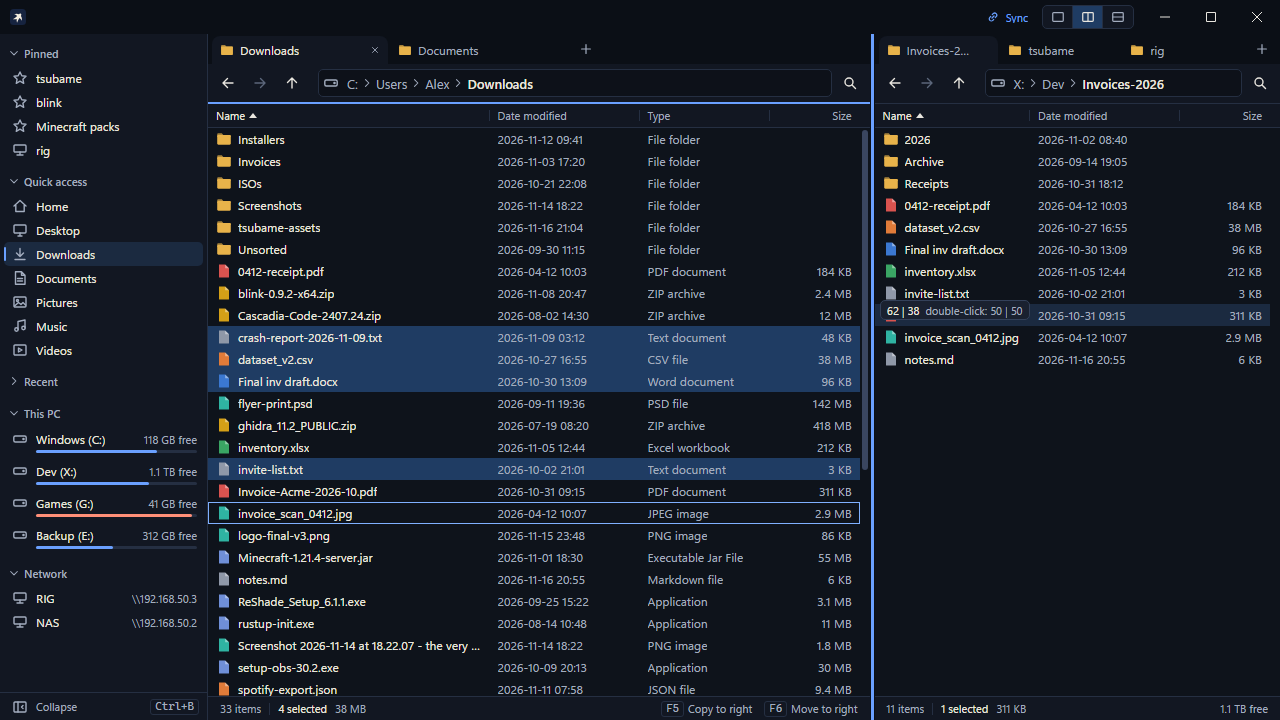 Sync
Pinned
tsubame
blink
Minecraft packs
rig
Quick access
Home
Desktop
Downloads
Documents
Pictures
Music
Videos
Recent
This PC
Windows (C:) 118 GB free
Dev (X:) 1.1 TB free
Games (G:) 41 GB free
Backup (E:) 312 GB free
Network
RIG \\192.168.50.3
NAS \\192.168.50.2
Collapse Ctrl+B
Downloads Documents
C: Users Alex Downloads
Name Date modified Type Size
Installers 2026-11-12 09:41 File folder
Invoices 2026-11-03 17:20 File folder
ISOs 2026-10-21 22:08 File folder
Screenshots 2026-11-14 18:22 File folder
tsubame-assets 2026-11-16 21:04 File folder
Unsorted 2026-09-30 11:15 File folder
0412-receipt.pdf 2026-04-12 10:03 PDF document 184 KB
blink-0.9.2-x64.zip 2026-11-08 20:47 ZIP archive 2.4 MB
Cascadia-Code-2407.24.zip 2026-08-02 14:30 ZIP archive 12 MB
crash-report-2026-11-09.txt 2026-11-09 03:12 Text document 48 KB
dataset_v2.csv 2026-10-27 16:55 CSV file 38 MB
Final inv draft.docx 2026-10-30 13:09 Word document 96 KB
flyer-print.psd 2026-09-11 19:36 PSD file 142 MB
ghidra_11.2_PUBLIC.zip 2026-07-19 08:20 ZIP archive 418 MB
inventory.xlsx 2026-11-05 12:44 Excel workbook 212 KB
invite-list.txt 2026-10-02 21:01 Text document 3 KB
Invoice-Acme-2026-10.pdf 2026-10-31 09:15 PDF document 311 KB
invoice_scan_0412.jpg 2026-04-12 10:07 JPEG image 2.9 MB
logo-final-v3.png 2026-11-15 23:48 PNG image 86 KB
Minecraft-1.21.4-server.jar 2026-11-01 18:30 Executable Jar File 55 MB
notes.md 2026-11-16 20:55 Markdown file 6 KB
ReShade_Setup_6.1.1.exe 2026-09-25 15:22 Application 3.1 MB
rustup-init.exe 2026-08-14 10:48 Application 11 MB
Screenshot 2026-11-14 at 18.22.07 - the very ... 2026-11-14 18:22 PNG image 1.8 MB
setup-obs-30.2.exe 2026-10-09 20:13 Application 30 MB
spotify-export.json 2026-11-11 07:58 JSON file 9.4 MB
33 items 4 selected 38 MB F5 Copy to right F6 Move to right
Invoices-2... tsubame rig
X: Dev Invoices-2026
Name Date modified Size
2026 2026-11-02 08:40
Archive 2026-09-14 19:05
Receipts 2026-10-31 18:12
0412-receipt.pdf 2026-04-12 10:03 184 KB
dataset_v2.csv 2026-10-27 16:55 38 MB
Final inv draft.docx 2026-10-30 13:09 96 KB
inventory.xlsx 2026-11-05 12:44 212 KB
invite-list.txt 2026-10-02 21:01 3 KB
62 | 38 double-click: 50 | 50
2026-10-31 09:15 311 KB
invoice_scan_0412.jpg 2026-04-12 10:07 2.9 MB
notes.md 2026-11-16 20:55 6 KB
11 items 1 selected 311 KB 1.1 TB free